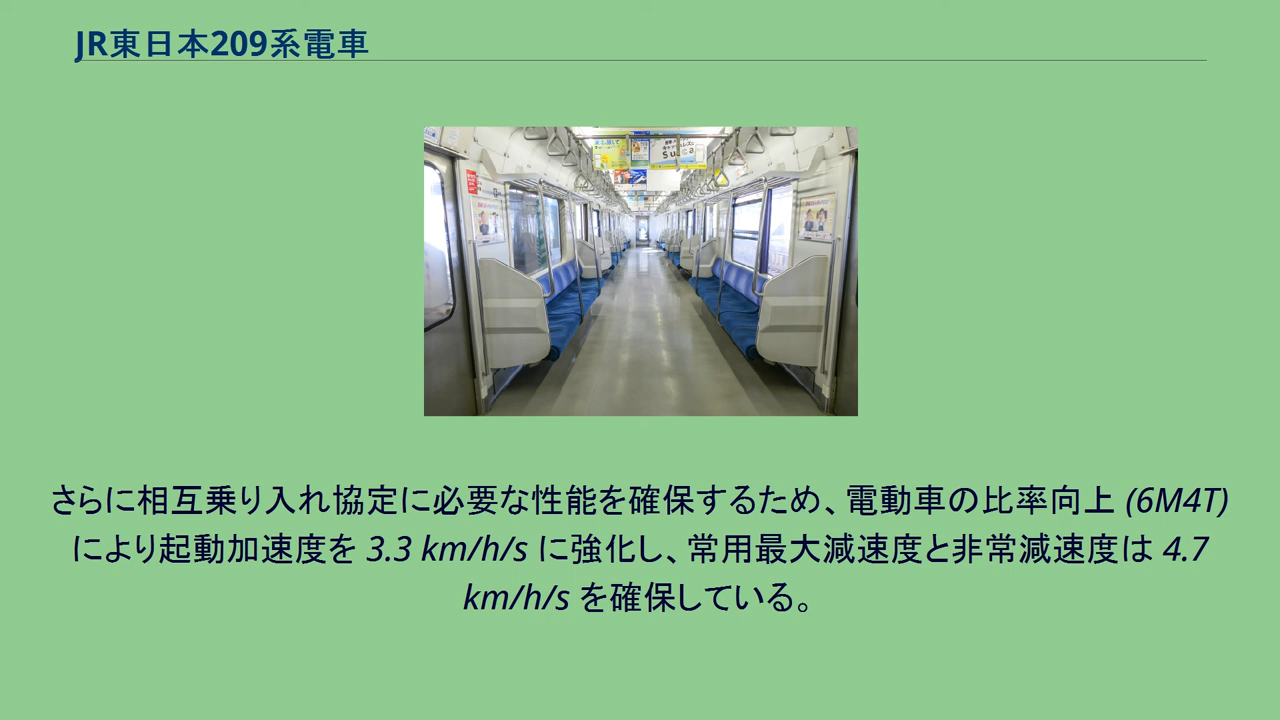 JR東日本209系電車
Suica
さらに相互乗り入れ協定に必要な性能を確保するため、電動車の比率向上 (6M4T)
により起動加速度を 3.3 km/h/s に強化し、常用最大減速度と非常減速度は 4.7
km/h/s を確保している。